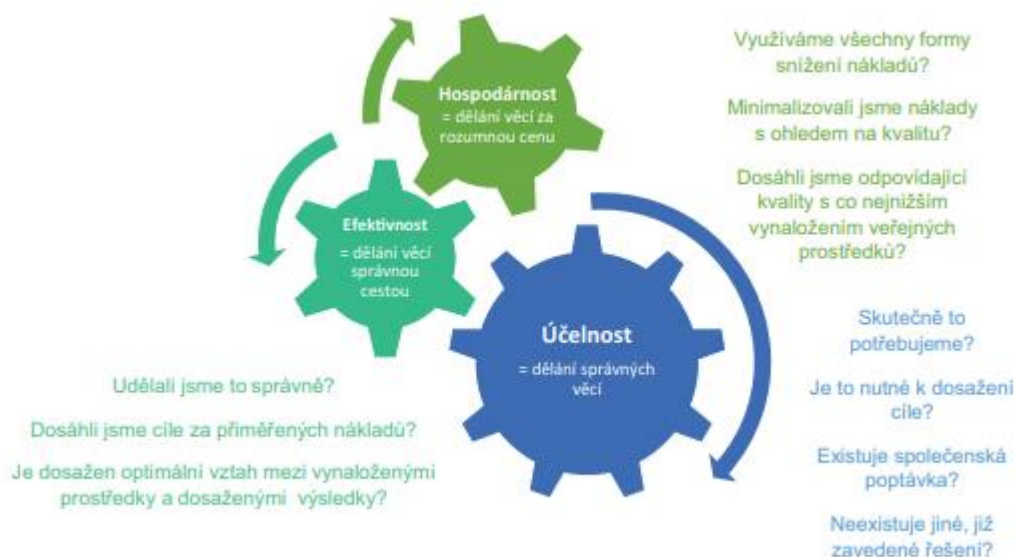 Hospodárnost
= dělání věcí za
rozumnou cenu
Využíváme všechny formy
snížení nákladů?
Minimalizovali jsme náklady
s ohledem na kvalitu?
Dosáhli jsme odpovídající
kvality s co nejnižším
vynaložením veřejných
prostředků?
Efektivnost
= dělání věcí
správnou
cestou
Udělali jsme to správně?
Dosáhli jsme cíle za přiměřených nákladů?
Je dosažen optimální vztah mezi vynaloženými
prostředky a dosaženými výsledky?
Účelnost
= dělání správných
věcí
Skutečně to
potřebujeme?
Je to nutné k dosažení
cíle?
Existuje společenská
poptávka?
Neexistuje jiné, již
zavedené řešení?